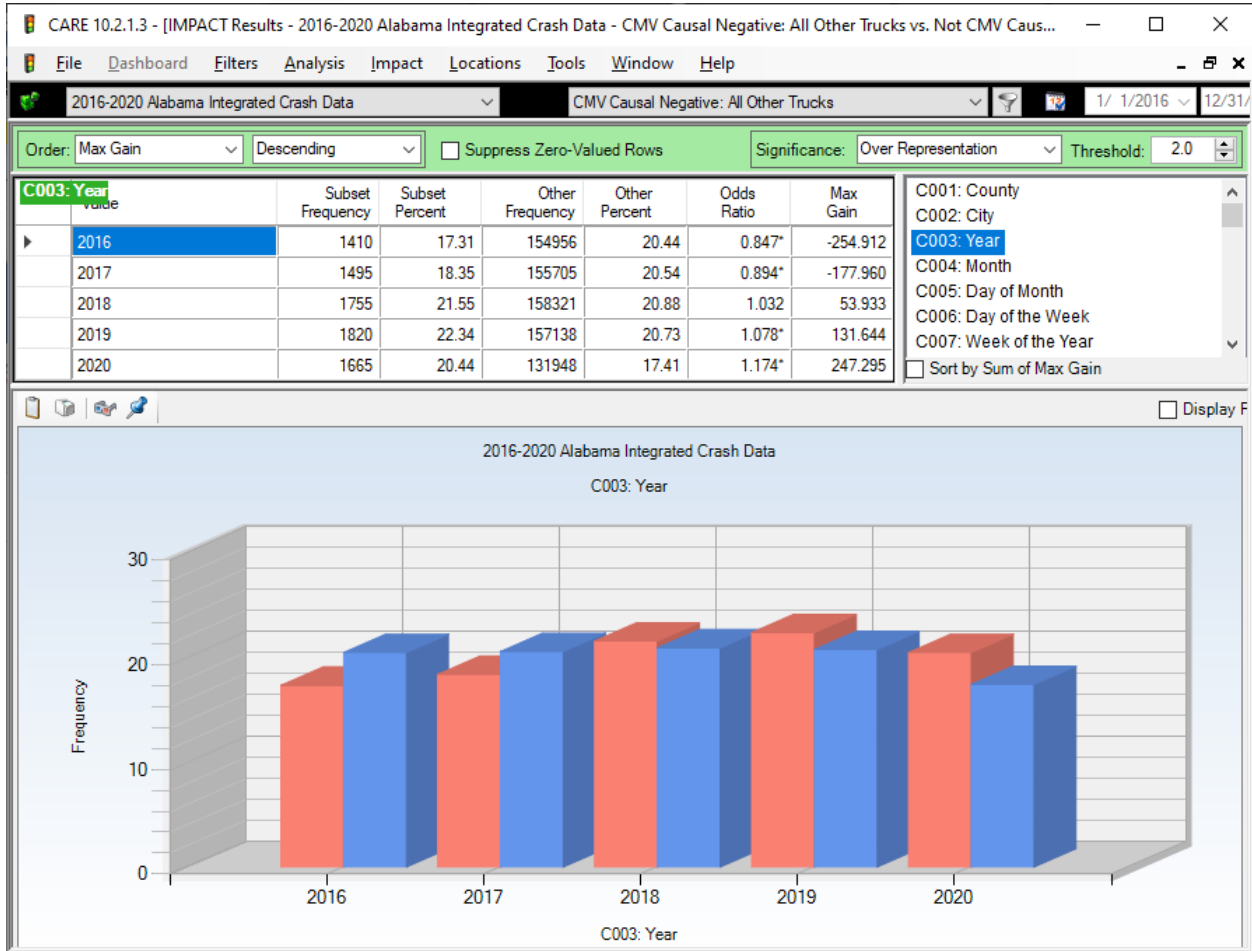 CARE 10.2.1.3 - [IMPACT Results - 2016-2020 Alabama Integrated Crash Data - CMV Causal Negative: All Other Trucks vs. Not CMV Caus...
File Dashboard Filters Analysis Impact Locations Tools Window Help
2016-2020 Alabama Integrated Crash Data CMV Causal Negative: All Other Trucks 1/ 1/2016 12/31/
Order: Max Gain Descending Suppress Zero-Valued Rows Significance: Over Representation Threshold: 2.0
C003: Year
Value Subset Frequency Subset Percent Other Frequency Other Percent Odds Ratio Max Gain
2016 1410 17.31 154956 20.44 0.847* -254.912
2017 1495 18.35 155705 20.54 0.894* -177.960
2018 1755 21.55 158321 20.88 1.032 53.933
2019 1820 22.34 157138 20.73 1.078* 131.644
2020 1665 20.44 131948 17.41 1.174* 247.295
C001: County
C002: City
C003: Year
C004: Month
C005: Day of Month
C006: Day of the Week
C007: Week of the Year
Sort by Sum of Max Gain
Display F
2016-2020 Alabama Integrated Crash Data
C003: Year
30
20
10
0
Frequency
2016 2017 2018 2019 2020
C003: Year